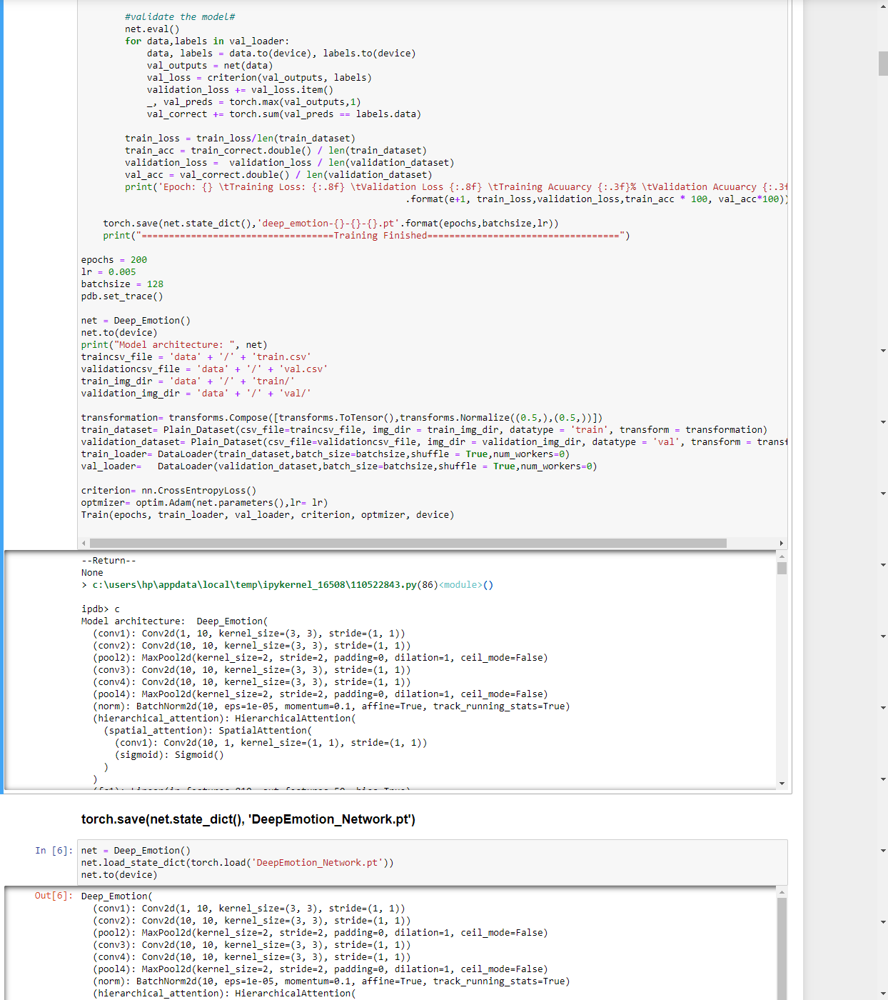 #validate the model#
net.eval()
for data,labels in val_loader:
data, labels = data.to(device), labels.to(device)
val_outputs = net(data)
val_loss = criterion(val_outputs, labels)
validation_loss += val_loss.item()
_, val_preds = torch.max(val_outputs,1)
val_correct += torch.sum(val_preds == labels.data)
train_loss = train_loss/len(train_dataset)
train_acc = train_correct.double() / len(train_dataset)
validation_loss =  validation_loss / len(validation_dataset)
val_acc = val_correct.double() / len(validation_dataset)
print('Epoch: {} \tTraining Loss: {:.8f} \tValidation Loss {:.8f} \tTraining Acuuarcy {:.3f}% \tValidation Acuuarcy {:.3f
.format(e+1, train_loss,validation_loss,train_acc * 100, val_acc*100))
torch.save(net.state_dict(),'deep_emotion-{}-{}-{}.pt'.format(epochs,batchsize,lr))
print("===================================Training Finished===================================")
epochs = 200
lr = 0.005
batchsize = 128
pdb.set_trace()
net = Deep_Emotion()
net.to(device)
print("Model architecture: ", net)
traincsv_file = 'data' + '/' + 'train.csv'
validationcsv_file = 'data' + '/' + 'val.csv'
train_img_dir = 'data' + '/' + 'train/'
validation_img_dir = 'data' + '/' + 'val/'
transformation= transforms.Compose([transforms.ToTensor(),transforms.Normalize((0.5,),(0.5,))])
train_dataset= Plain_Dataset(csv_file=traincsv_file, img_dir = train_img_dir, datatype = 'train', transform = transformation)
validation_dataset= Plain_Dataset(csv_file=validationcsv_file, img_dir = validation_img_dir, datatype = 'val', transform = transf
train_loader= DataLoader(train_dataset,batch_size=batchsize,shuffle = True,num_workers=0)
val_loader=   DataLoader(validation_dataset,batch_size=batchsize,shuffle = True,num_workers=0)
criterion= nn.CrossEntropyLoss()
optmizer= optim.Adam(net.parameters(),lr= lr)
Train(epochs, train_loader, val_loader, criterion, optmizer, device)
--Return--
None
> c:\users\hp\appdata\local\temp\ipykernel_16508\110522843.py(86)<module>()
ipdb> c
Model architecture:  Deep_Emotion(
(conv1): Conv2d(1, 10, kernel_size=(3, 3), stride=(1, 1))
(conv2): Conv2d(10, 10, kernel_size=(3, 3), stride=(1, 1))
(pool2): MaxPool2d(kernel_size=2, stride=2, padding=0, dilation=1, ceil_mode=False)
(conv3): Conv2d(10, 10, kernel_size=(3, 3), stride=(1, 1))
(conv4): Conv2d(10, 10, kernel_size=(3, 3), stride=(1, 1))
(pool4): MaxPool2d(kernel_size=2, stride=2, padding=0, dilation=1, ceil_mode=False)
(norm): BatchNorm2d(10, eps=1e-05, momentum=0.1, affine=True, track_running_stats=True)
(hierarchical_attention): HierarchicalAttention(
(spatial_attention): SpatialAttention(
(conv1): Conv2d(10, 1, kernel_size=(1, 1), stride=(1, 1))
(sigmoid): Sigmoid()
)
)
(fc1): Linear(in_features=810, out_features=50, bias=True)
torch.save(net.state_dict(), 'DeepEmotion_Network.pt')
In [6]: net = Deep_Emotion()
net.load_state_dict(torch.load('DeepEmotion_Network.pt'))
net.to(device)
Out[6]: Deep_Emotion(
(conv1): Conv2d(1, 10, kernel_size=(3, 3), stride=(1, 1))
(conv2): Conv2d(10, 10, kernel_size=(3, 3), stride=(1, 1))
(pool2): MaxPool2d(kernel_size=2, stride=2, padding=0, dilation=1, ceil_mode=False)
(conv3): Conv2d(10, 10, kernel_size=(3, 3), stride=(1, 1))
(conv4): Conv2d(10, 10, kernel_size=(3, 3), stride=(1, 1))
(pool4): MaxPool2d(kernel_size=2, stride=2, padding=0, dilation=1, ceil_mode=False)
(norm): BatchNorm2d(10, eps=1e-05, momentum=0.1, affine=True, track_running_stats=True)
(hierarchical_attention): HierarchicalAttention(